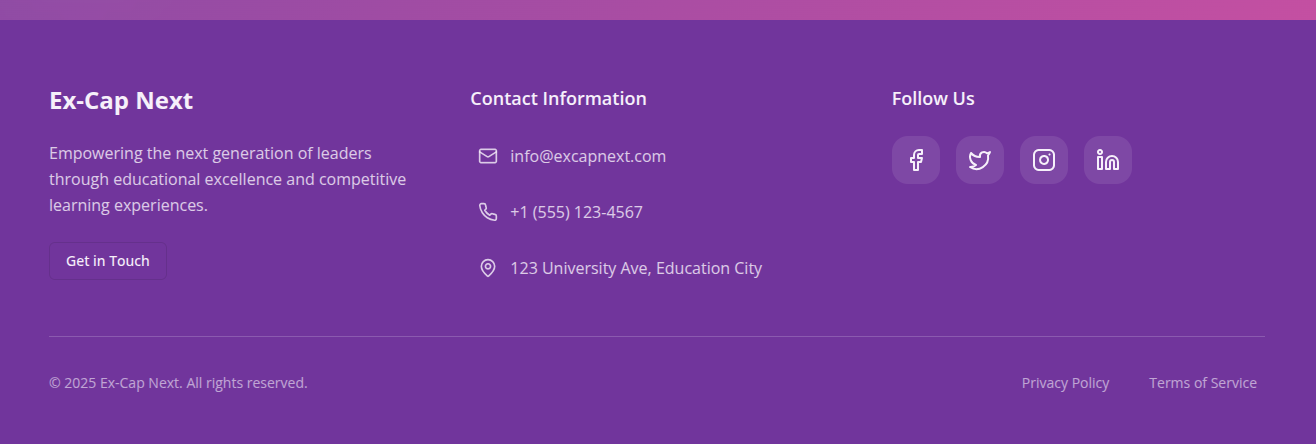 Ex-Cap Next
Empowering the next generation of leaders
through educational excellence and competitive
learning experiences.
Get in Touch
Contact Information
info@excapnext.com
+1 (555) 123-4567
123 University Ave, Education City
Follow Us
© 2025 Ex-Cap Next. All rights reserved.
Privacy Policy
Terms of Service